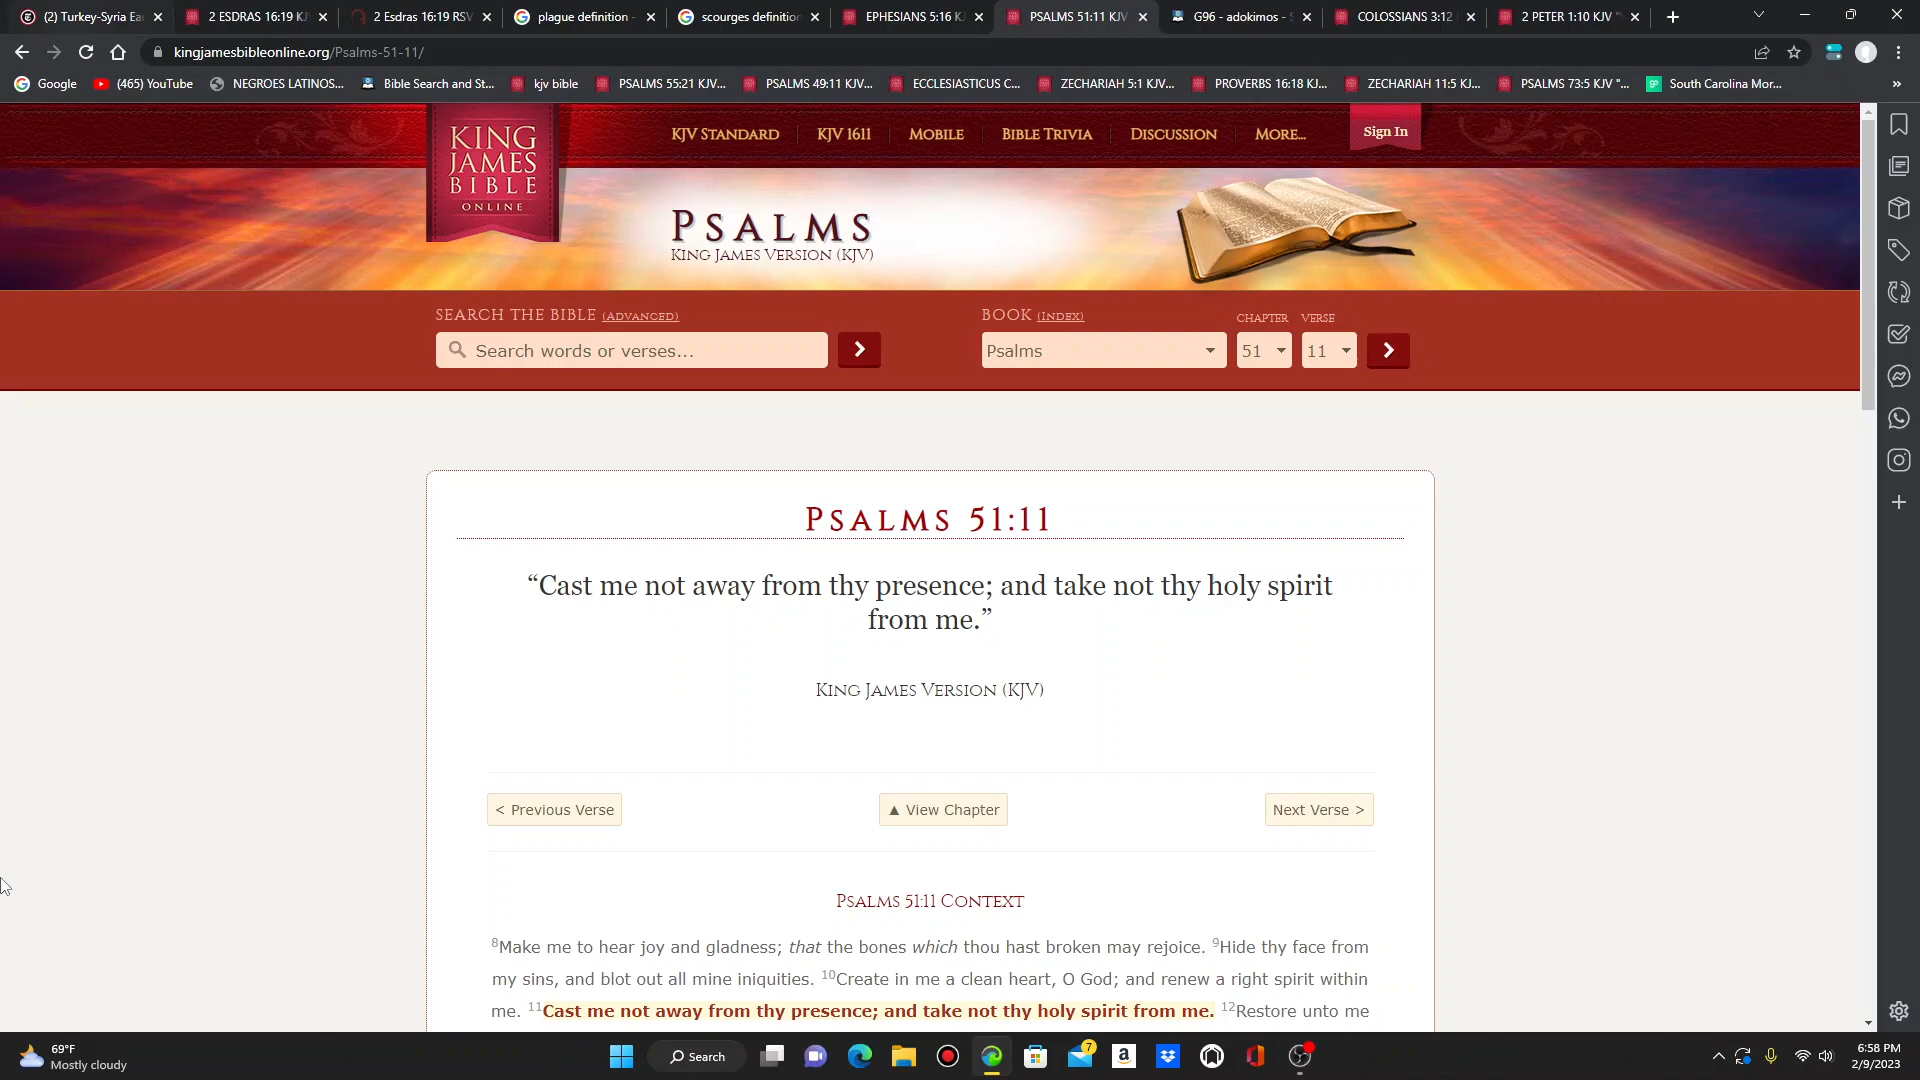 (2) Turkey-Syria Ea
2 ESDRAS 16:19 KJ
2 Esdras 16:19 RSV
plague definition -
scourges definition
EPHESIANS 5:16 KJ
PSALMS 51:11 KJV
G96 - adokimos - S
COLOSSIANS 3:12
2 PETER 1:10 KJV "
kingjamesbibleonline.org/Psalms-51-11/
Google
(465) YouTube
NEGROES LATINOS...
Bible Search and St...
kjv bible
PSALMS 55:21 KJV...
PSALMS 49:11 KJV...
ECCLESIASTICUS C...
ZECHARIAH 5:1 KJV...
PROVERBS 16:18 KJ...
ZECHARIAH 11:5 KJ...
PSALMS 73:5 KJV "...
South Carolina Mor...
»
KING
JAMES
BIBLE
ONLINE
KJV STANDARD
KJV 1611
MOBILE
BIBLE TRIVIA
DISCUSSION
MORE...
Sign In
PSALMS
KING JAMES VERSION (KJV)
SEARCH THE BIBLE (ADVANCED)
Search words or verses...
BOOK (INDEX)
CHAPTER
VERSE
Psalms
51
11
PSALMS 51:11
“Cast me not away from thy presence; and take not thy holy spirit
from me.”
KING JAMES VERSION (KJV)
< Previous Verse
▲ View Chapter
Next Verse >
PSALMS 51:11 CONTEXT
8Make me to hear joy and gladness; that the bones which thou hast broken may rejoice. 9Hide thy face from
my sins, and blot out all mine iniquities. 10Create in me a clean heart, O God; and renew a right spirit within
me. 11Cast me not away from thy presence; and take not thy holy spirit from me. 12Restore unto me
69°F
Mostly cloudy
Search
7
6:58 PM
2/9/2023